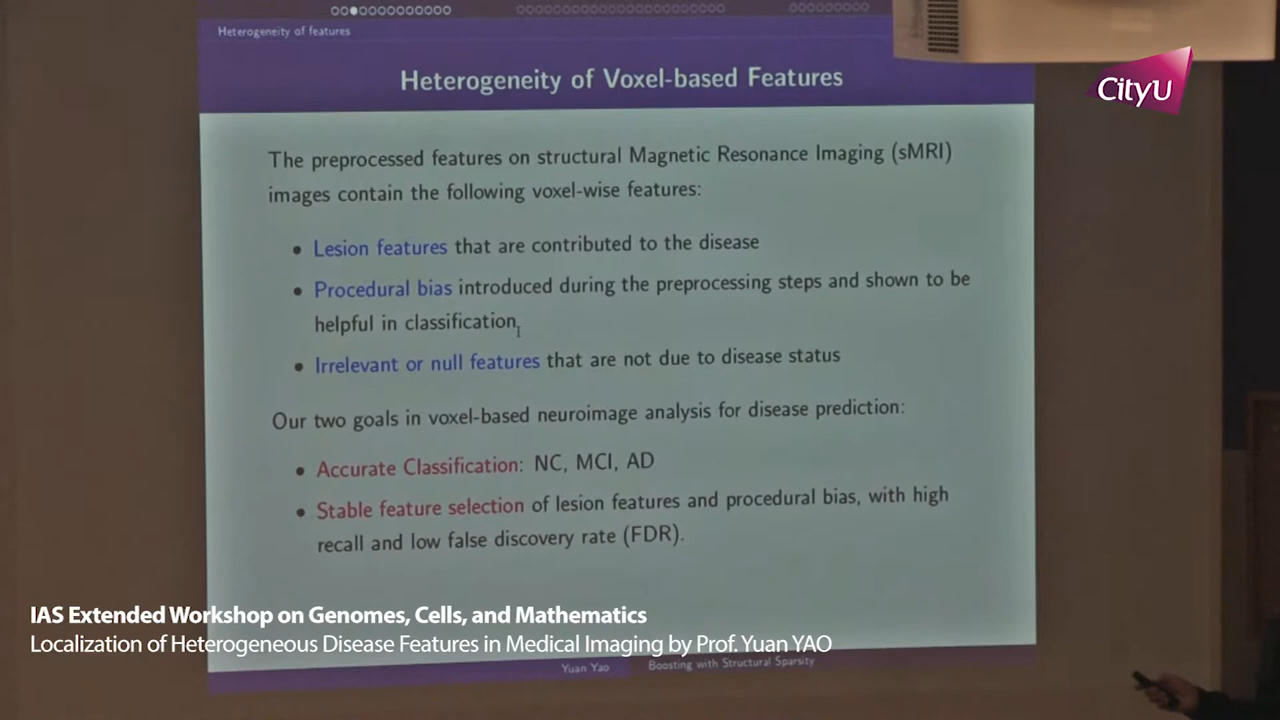 Heterogeneity of features
Heterogeneity of Voxel-based Features
CityU
The preprocessed features on structural Magnetic Resonance Imaging (sMRI)
images contain the following voxel-wise features:
• Lesion features that are contributed to the disease
• Procedural bias introduced during the preprocessing steps and shown to be
helpful in classification
• Irrelevant or null features that are not due to disease status
Our two goals in voxel-based neuroimage analysis for disease prediction:
• Accurate Classification: NC, MCI, AD
• Stable feature selection of lesion features and procedural bias, with high
recall and low false discovery rate (FDR).
IAS Extended Workshop on Genomes, Cells, and Mathematics
Localization of Heterogeneous Disease Features in Medical Imaging by Prof. Yuan YAO
Yuan Yao Boosting with Structural Sparsity